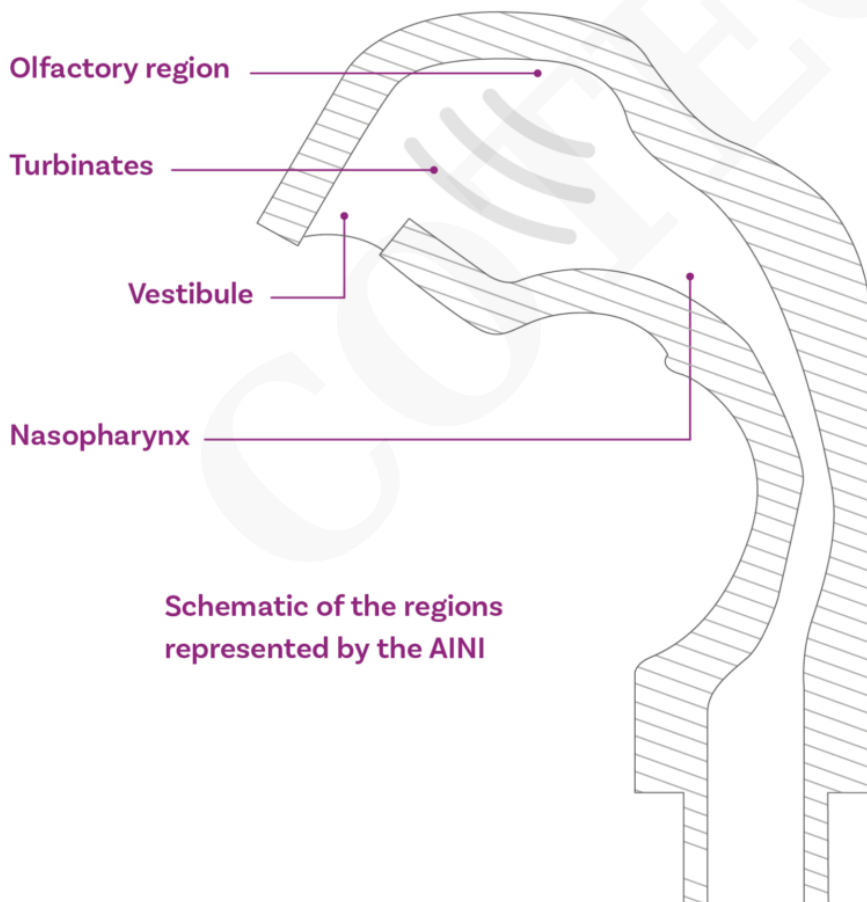 Olfactory region
Turbinates
Vestibule
Nasopharynx
Schematic of the regions
represented by the AINI